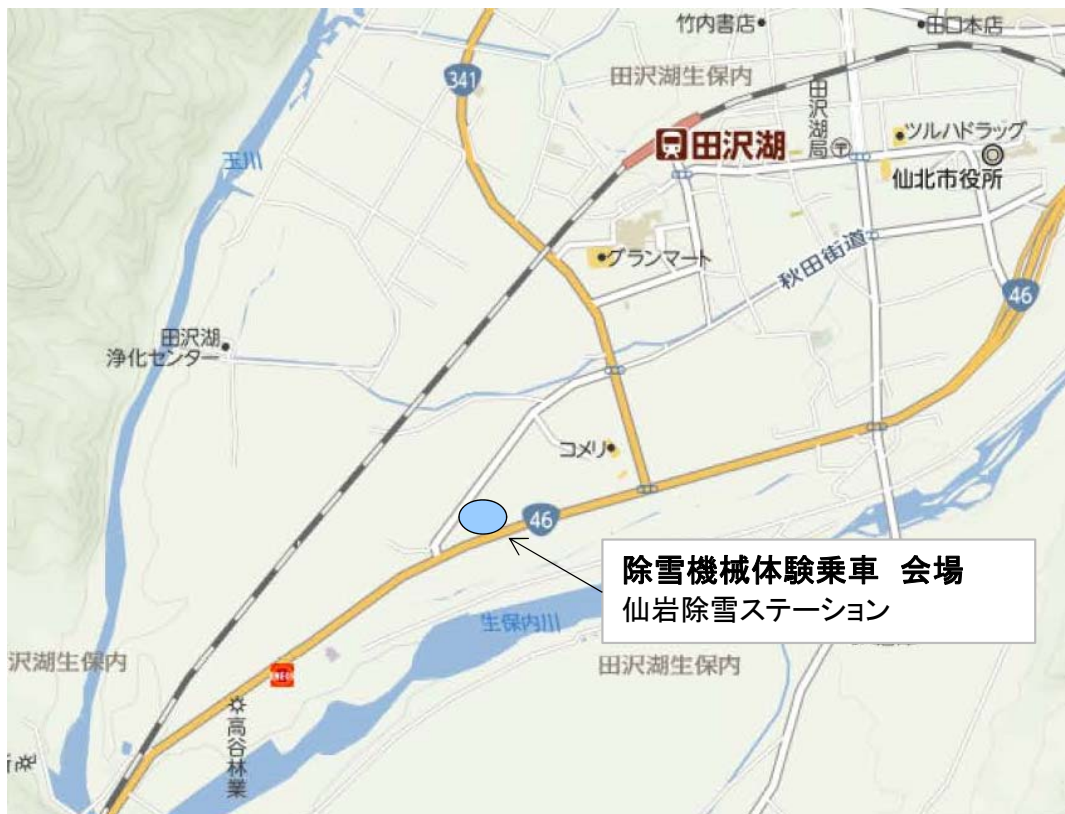 竹内書店
田口本店
341
田沢湖生保内
田沢湖局
ツルハドラッグ
田沢湖
仙北市役所
玉川
グランマート
秋田街道
46
田沢湖
浄化センター
コメリ
46
除雪機械体験乗車 会場
仙岩除雪ステーション
生保内川
沢湖生保内
田沢湖生保内
高谷林業